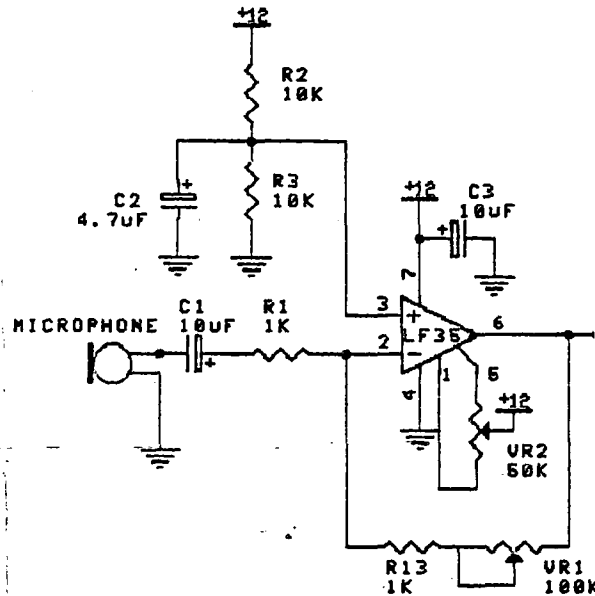 +12
R2
10K
R3
10K
C2
4.7uF
+
+12
C3
10uF
+
7
MICROPHONE
C1
10uF
+
R1
1K
3
2
+
-
LF35
6
1
5
4
+12
VR2
50K
R13
1K
VR1
100K